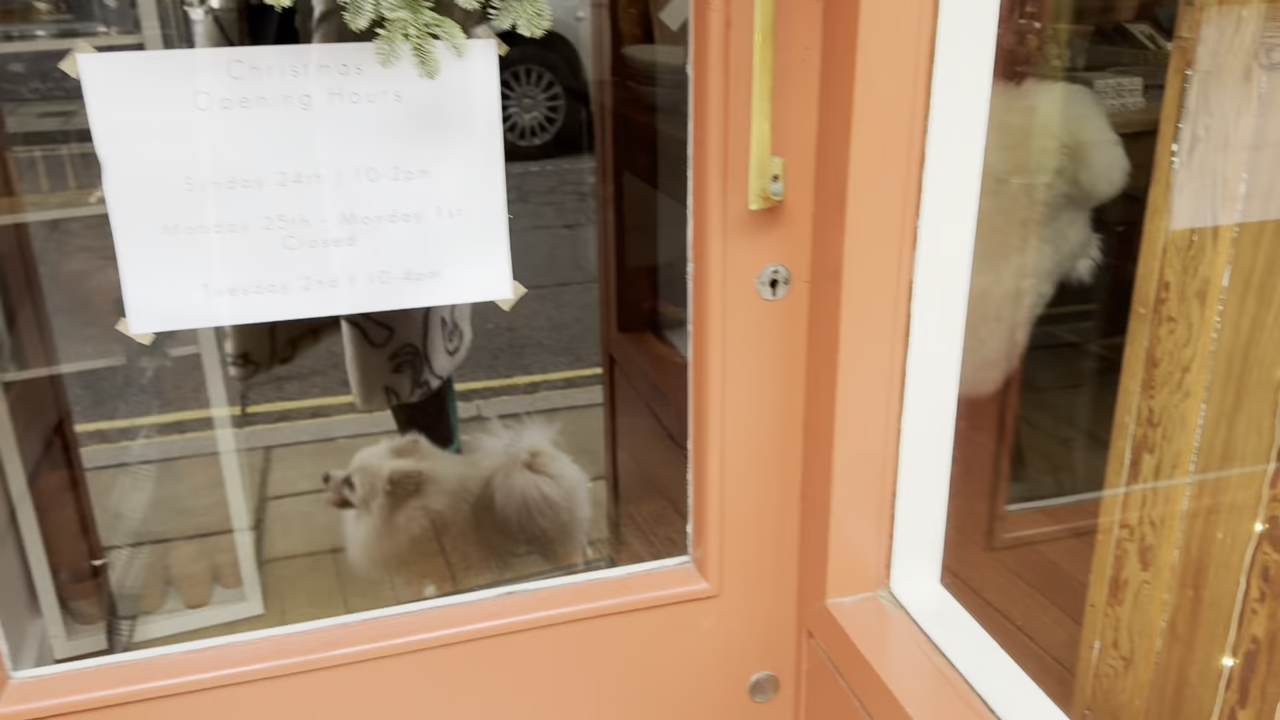 Christmas
Opening Hours
Sunday 24th | 10-2pm
Monday 25th - Monday 1st
Closed
Tuesday 2nd | 10-4pm